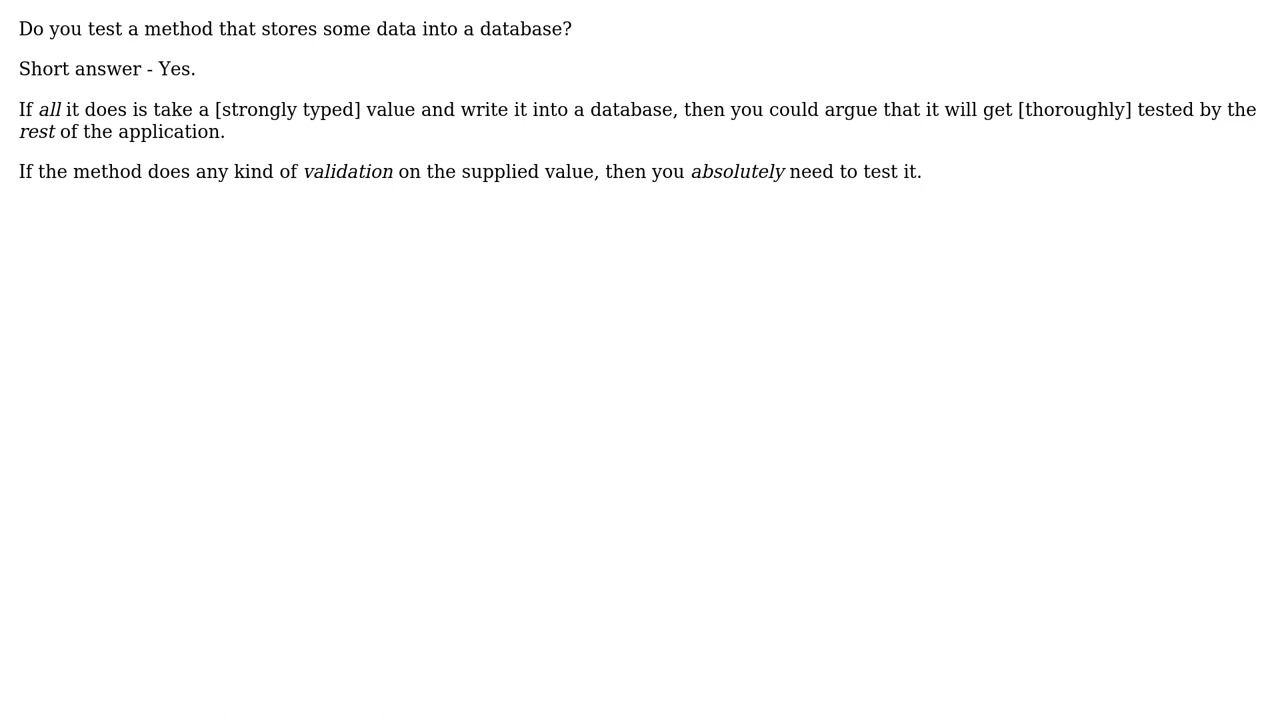 Do you test a method that stores some data into a database?
Short answer - Yes.
If all it does is take a [strongly typed] value and write it into a database, then you could argue that it will get [thoroughly] tested by the
rest of the application.
If the method does any kind of validation on the supplied value, then you absolutely need to test it.